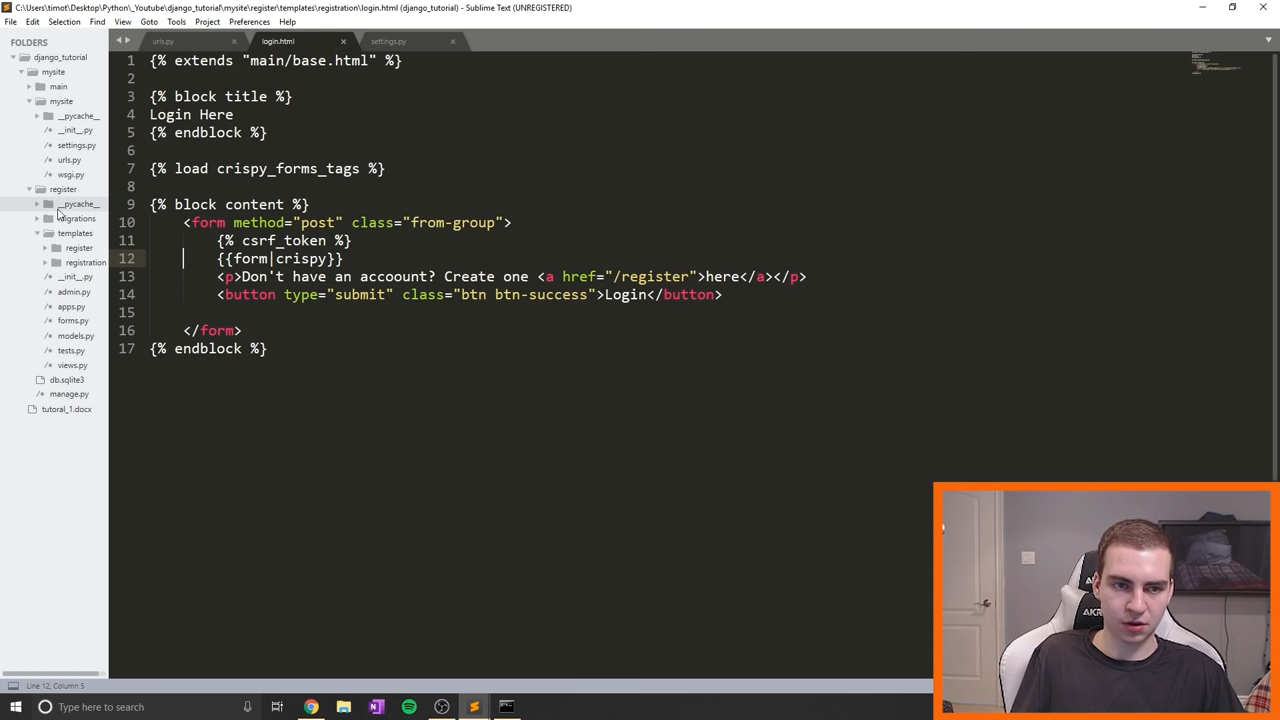 C:\Users\timot\Desktop\Python\_Youtube\django_tutorial\mysite\register\templates\registration\login.html (django_tutorial) - Sublime Text (UNREGISTERED)
File Edit Selection Find View Goto Tools Project Preferences Help
FOLDERS
django_tutorial
mysite
main
mysite
__pycache__
__init__.py
settings.py
urls.py
wsgi.py
register
__pycache__
migrations
templates
register
registration
__init__.py
admin.py
apps.py
forms.py
models.py
tests.py
views.py
db.sqlite3
manage.py
tutoral_1.docx
urls.py login.html settings.py
1 {% extends "main/base.html" %}
2
3 {% block title %}
4 Login Here
5 {% endblock %}
6
7 {% load crispy_forms_tags %}
8
9 {% block content %}
10 <form method="post" class="from-group">
11 {% csrf_token %}
12 {{form|crispy}}
13 <p>Don't have an accoount? Create one <a href="/register">here</a></p>
14 <button type="submit" class="btn btn-success">Login</button>
15
16 </form>
17 {% endblock %}
AKR
Line 12, Column 5
Type here to search